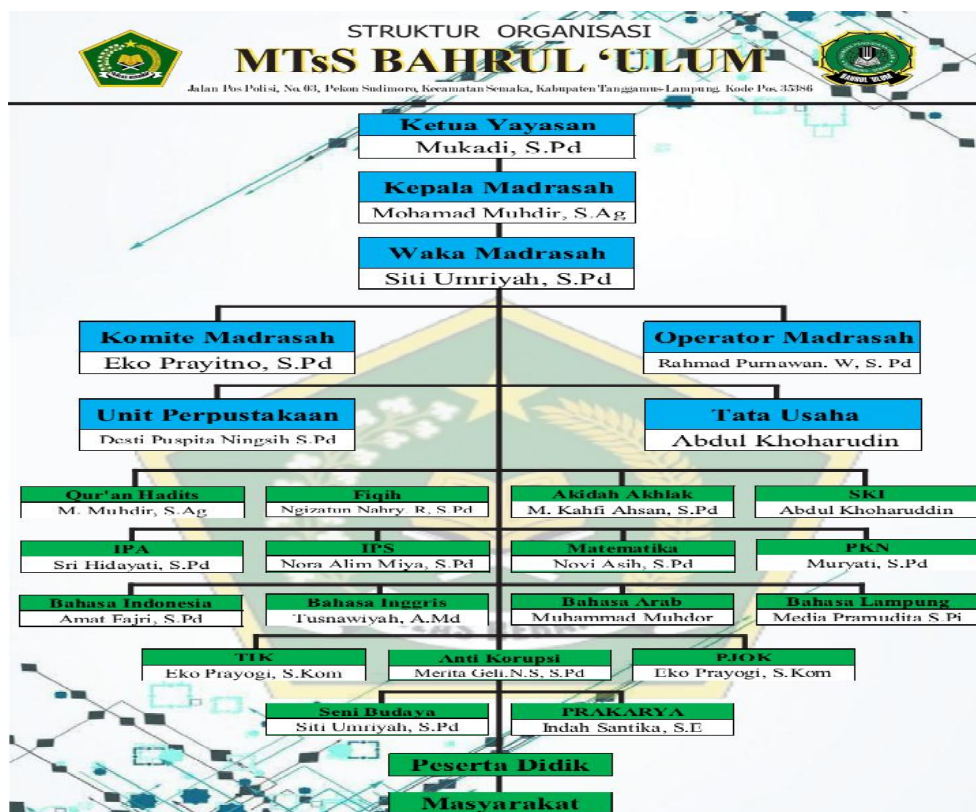 STRUKTUR ORGANISASI
MTsS BAHRUL ‘ULUM
Jalan Pos Polisi, No. 03, Pekon Sudimoro, Kecamatan Semaka, Kabupaten Tanggamus-Lampung. Kode Pos. 35386
BAHRUL 'ULUM
Ketua Yayasan
Mukadi, S.Pd
Kepala Madrasah
Mohamad Muhdir, S.Ag
Waka Madrasah
Siti Umriyah, S.Pd
Komite Madrasah
Eko Prayitno, S.Pd
Operator Madrasah
Rahmad Purnawan. W, S. Pd
Unit Perpustakaan
Desti Puspita Ningsih S.Pd
Tata Usaha
Abdul Khoharudin
Qur'an Hadits
M. Muhdir, S.Ag
Fiqih
Ngizatun Nahry. R, S.Pd
Akidah Akhlak
M. Kahfi Ahsan, S.Pd
SKI
Abdul Khoharuddin
IPA
Sri Hidayati, S.Pd
IPS
Nora Alim Miya, S.Pd
Matematika
Novi Asih, S.Pd
PKN
Muryati, S.Pd
Bahasa Indonesia
Amat Fajri, S.Pd
Bahasa Inggris
Tusnawiyah, A.Md
Bahasa Arab
Muhammad Muhdor
Bahasa Lampung
Media Pramudita S.Pi
TIK
Eko Prayogi, S.Kom
Anti Korupsi
Merita Geli.N.S, S.Pd
PJOK
Eko Prayogi, S.Kom
Seni Budaya
Siti Umriyah, S.Pd
PRAKARYA
Indah Santika, S.E
Peserta Didik
Masyarakat